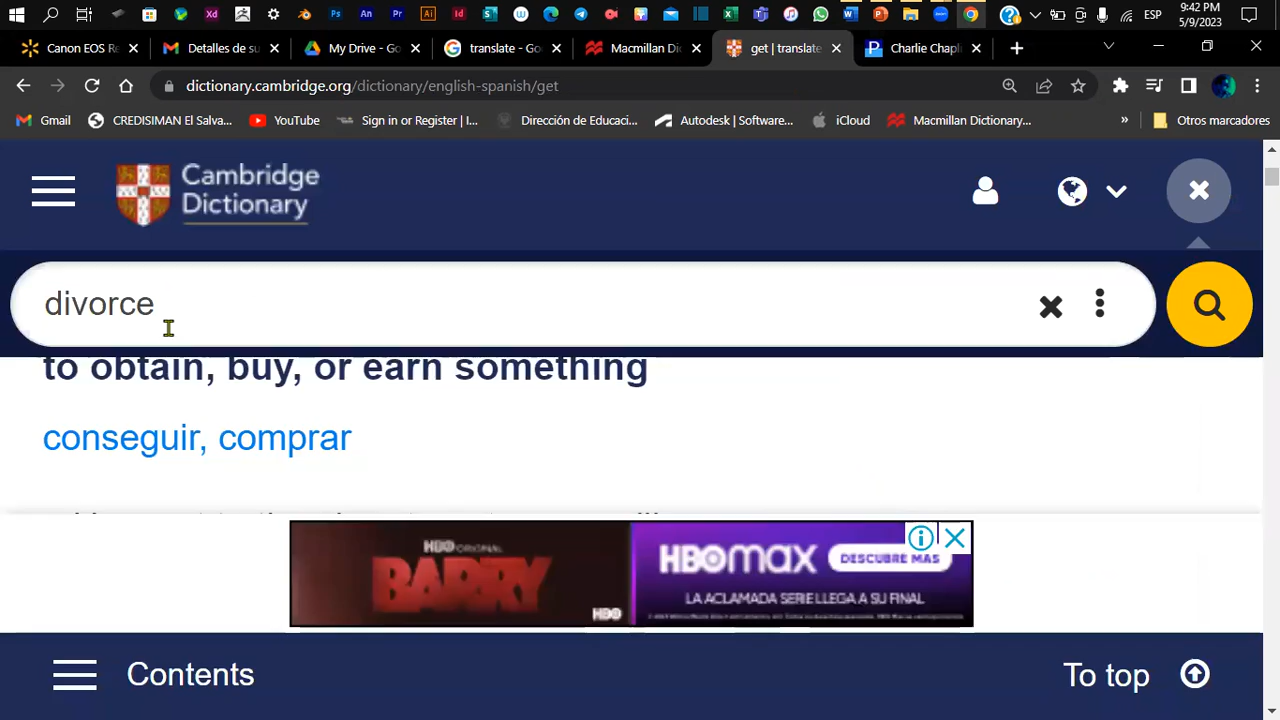 9:42 PM
ESP
5/9/2023
Canon EOS Re
Detalles de su
My Drive - Go
translate - Go
Macmillan Di
get | translate
Charlie Chapl
dictionary.cambridge.org/dictionary/english-spanish/get
Gmail
CREDISIMAN El Salva...
YouTube
Sign in or Register | I...
Dirección de Educaci...
Autodesk | Software...
iCloud
Macmillan Dictionary...
»
Otros marcadores
Cambridge
Dictionary
divorce
to obtain, buy, or earn something
conseguir, comprar
HBO ORIGINAL
BARRY
HBO
HBOMAX
DESCUBRE MÁS
LA ACLAMADA SERIE LLEGA A SU FINAL
Contents
To top